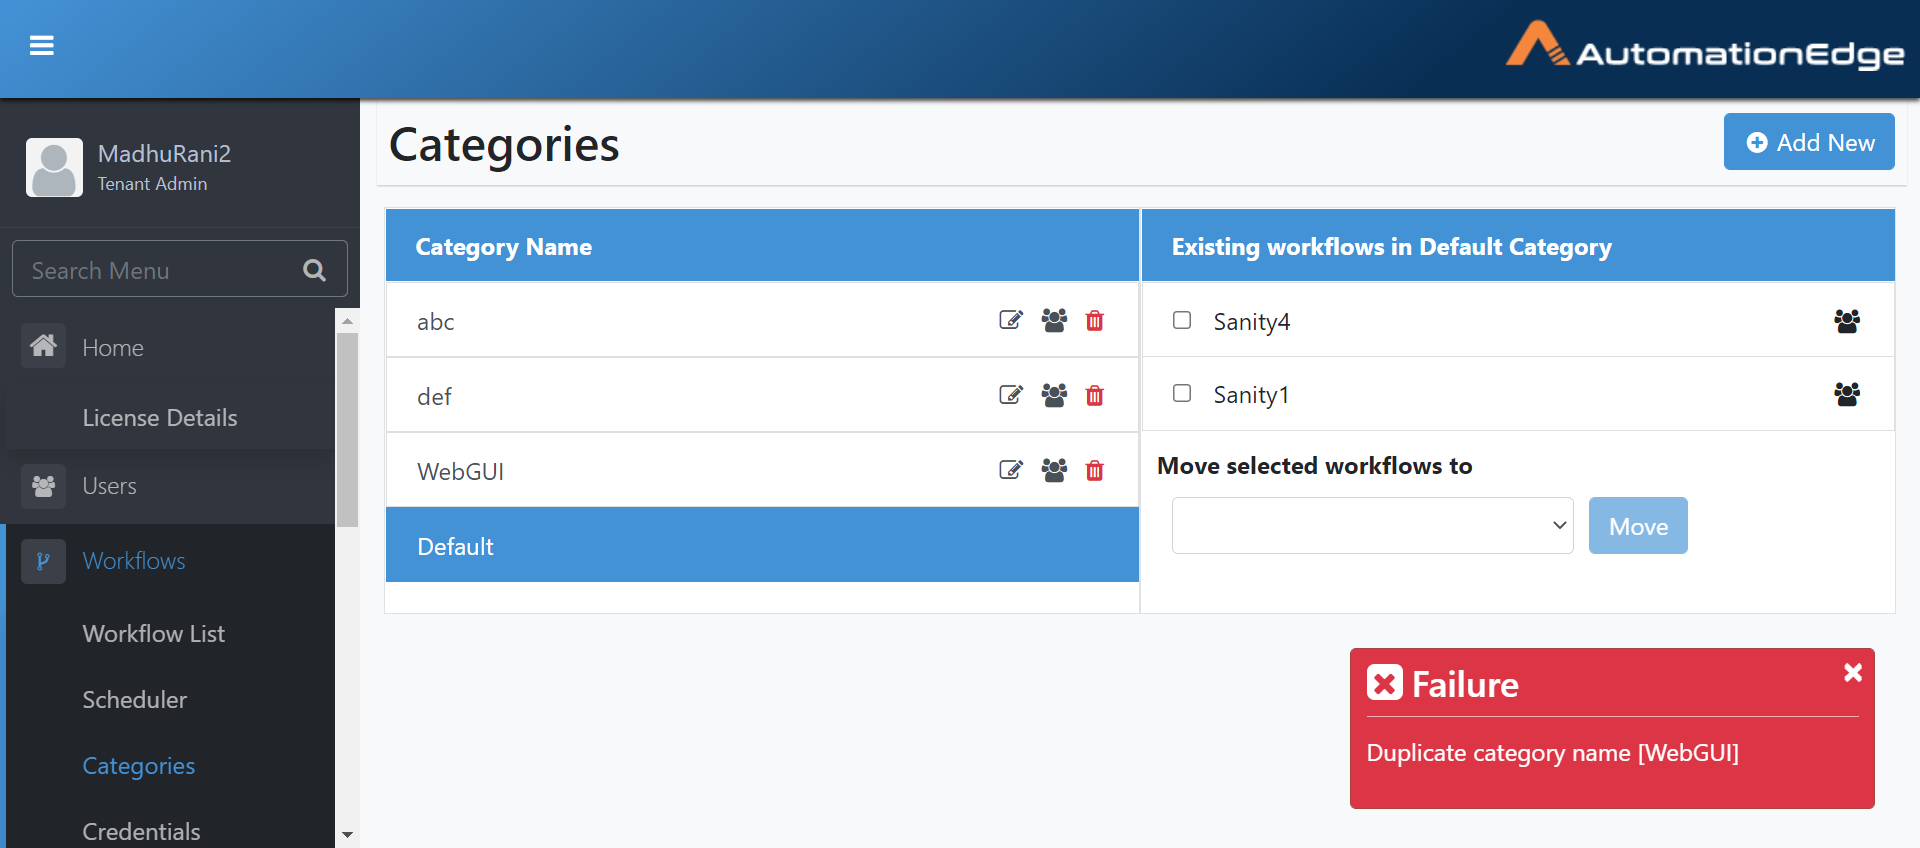 AutomationEdge
MadhuRani2
Tenant Admin
Search Menu
Home
License Details
Users
Workflows
Workflow List
Scheduler
Categories
Credentials
Categories
Add New
Category Name
abc
def
WebGUI
Default
Existing workflows in Default Category
Sanity4
Sanity1
Move selected workflows to
Move
Failure
Duplicate category name [WebGUI]